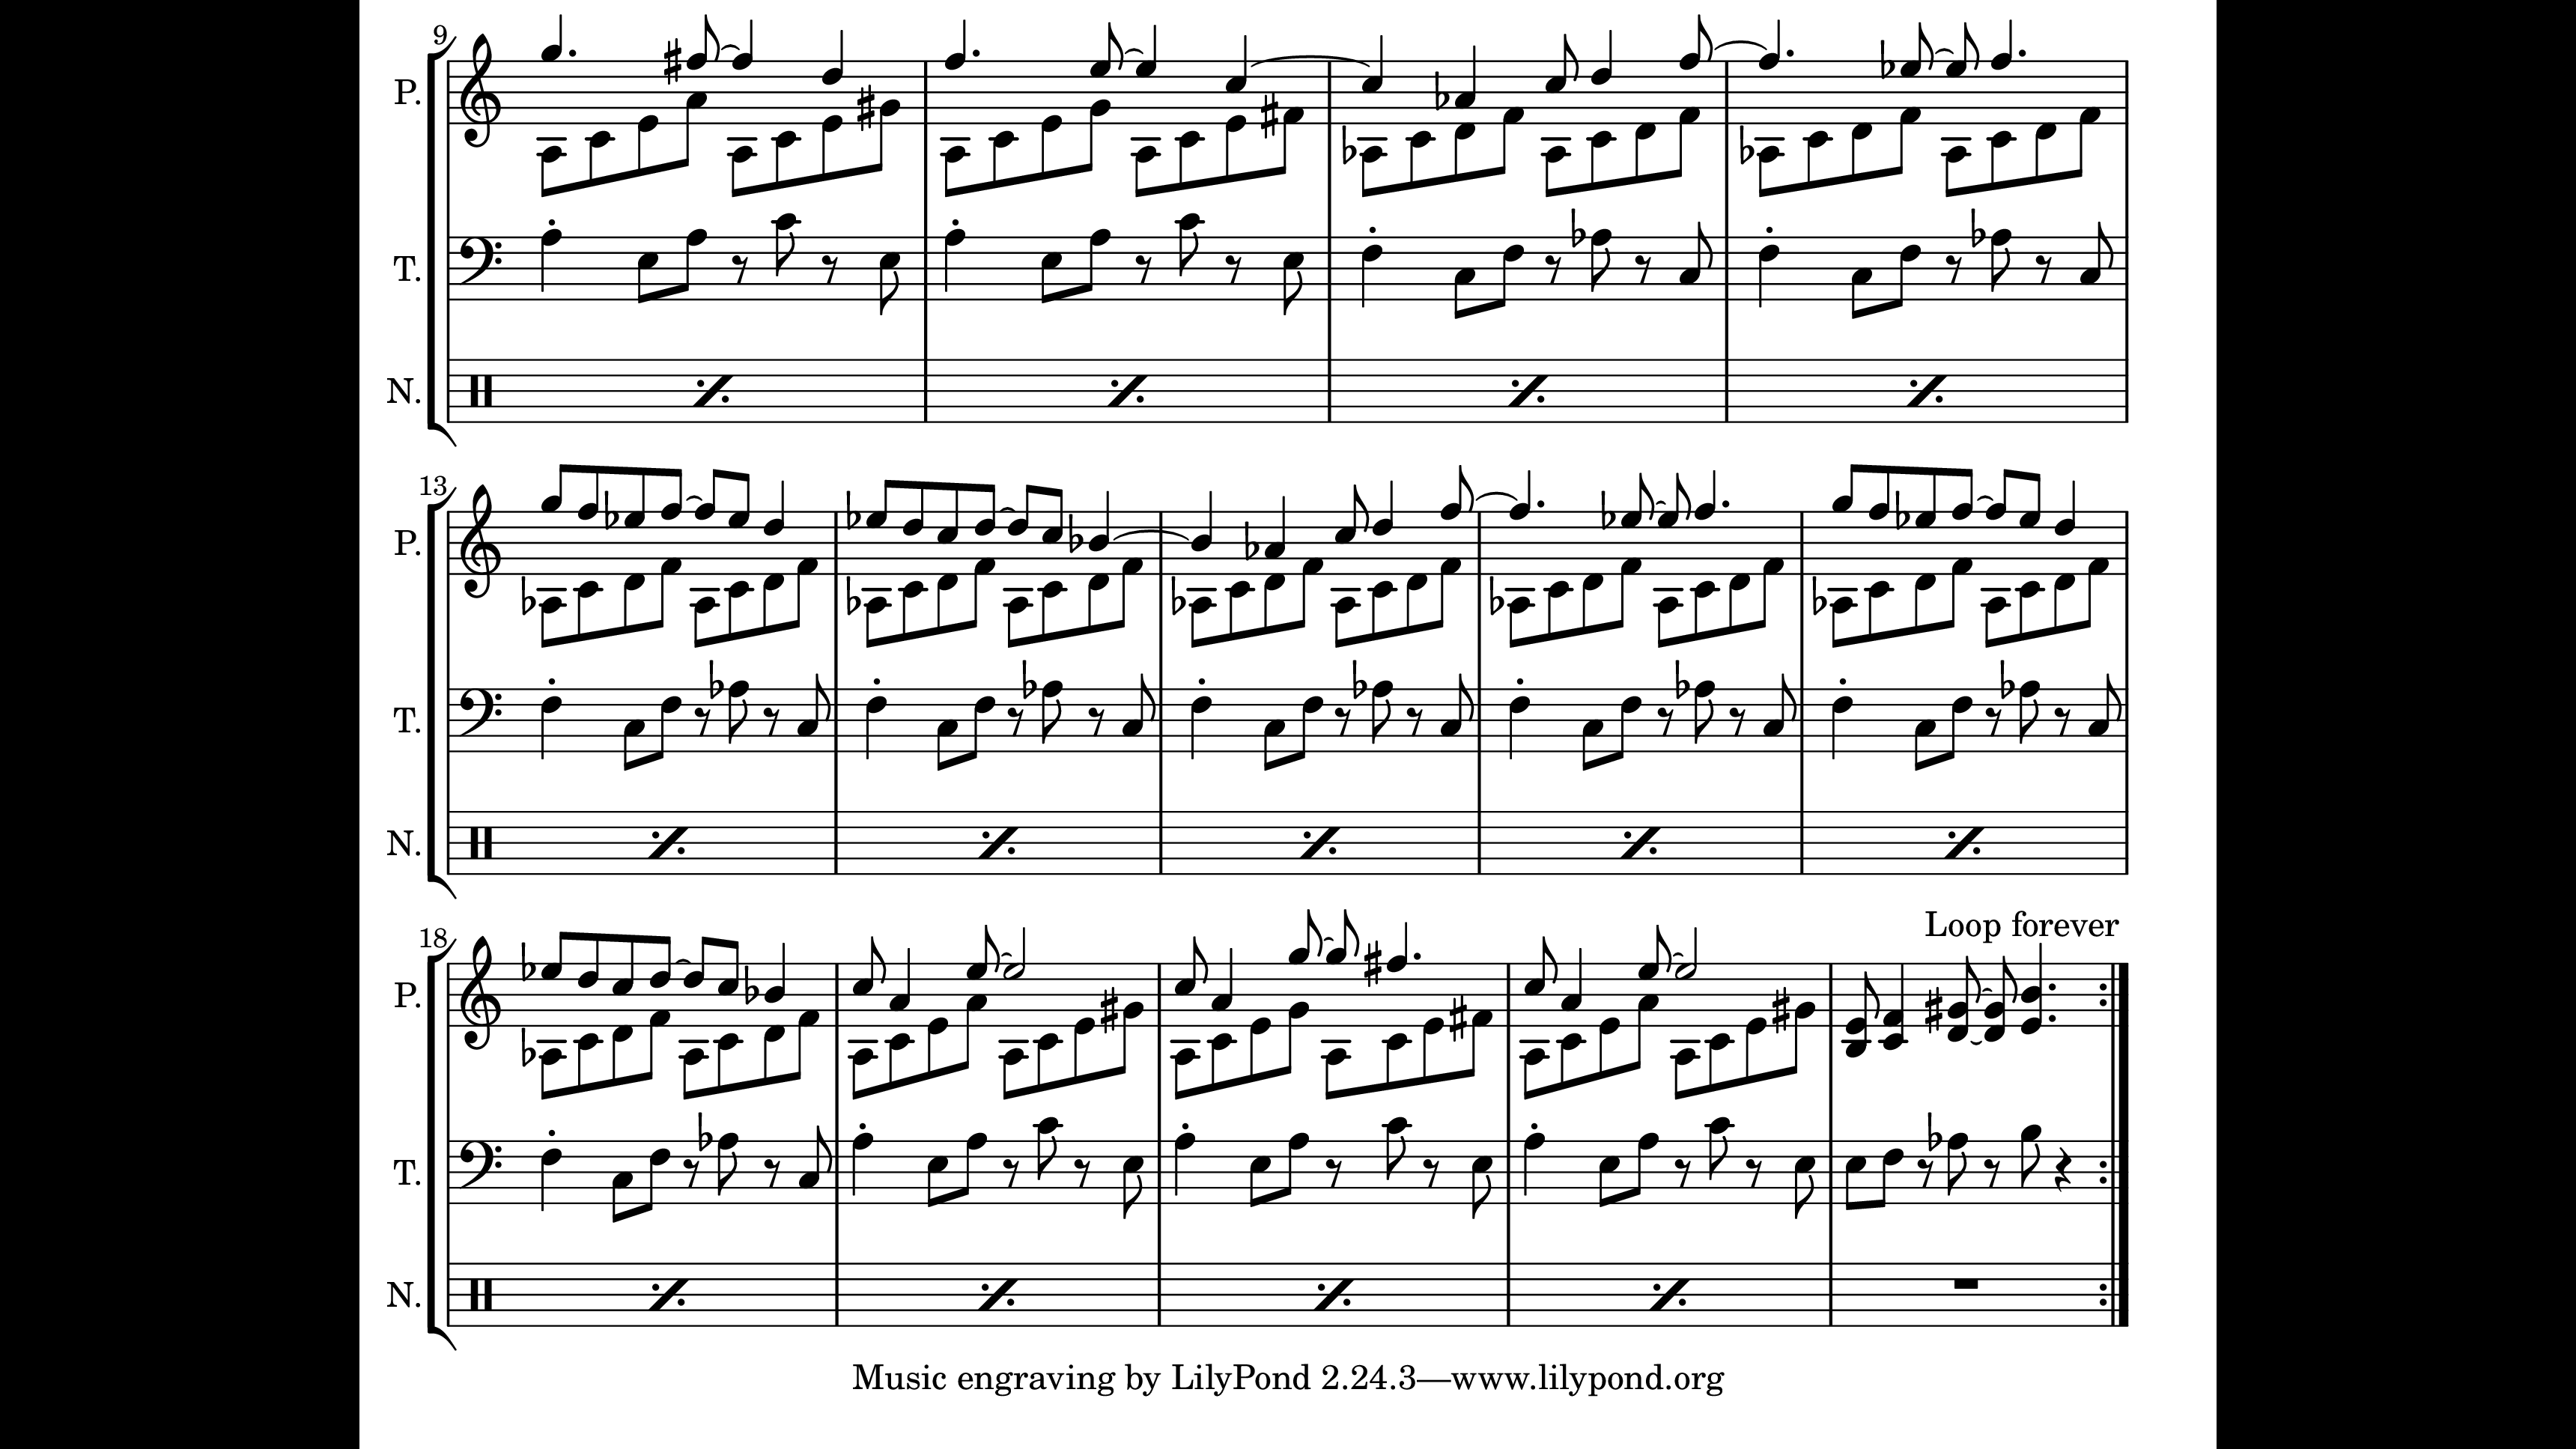 9
P.
T.
N.
13
P.
T.
N.
Loop forever
18
P.
T.
N.
Music engraving by LilyPond 2.24.3—www.lilypond.org